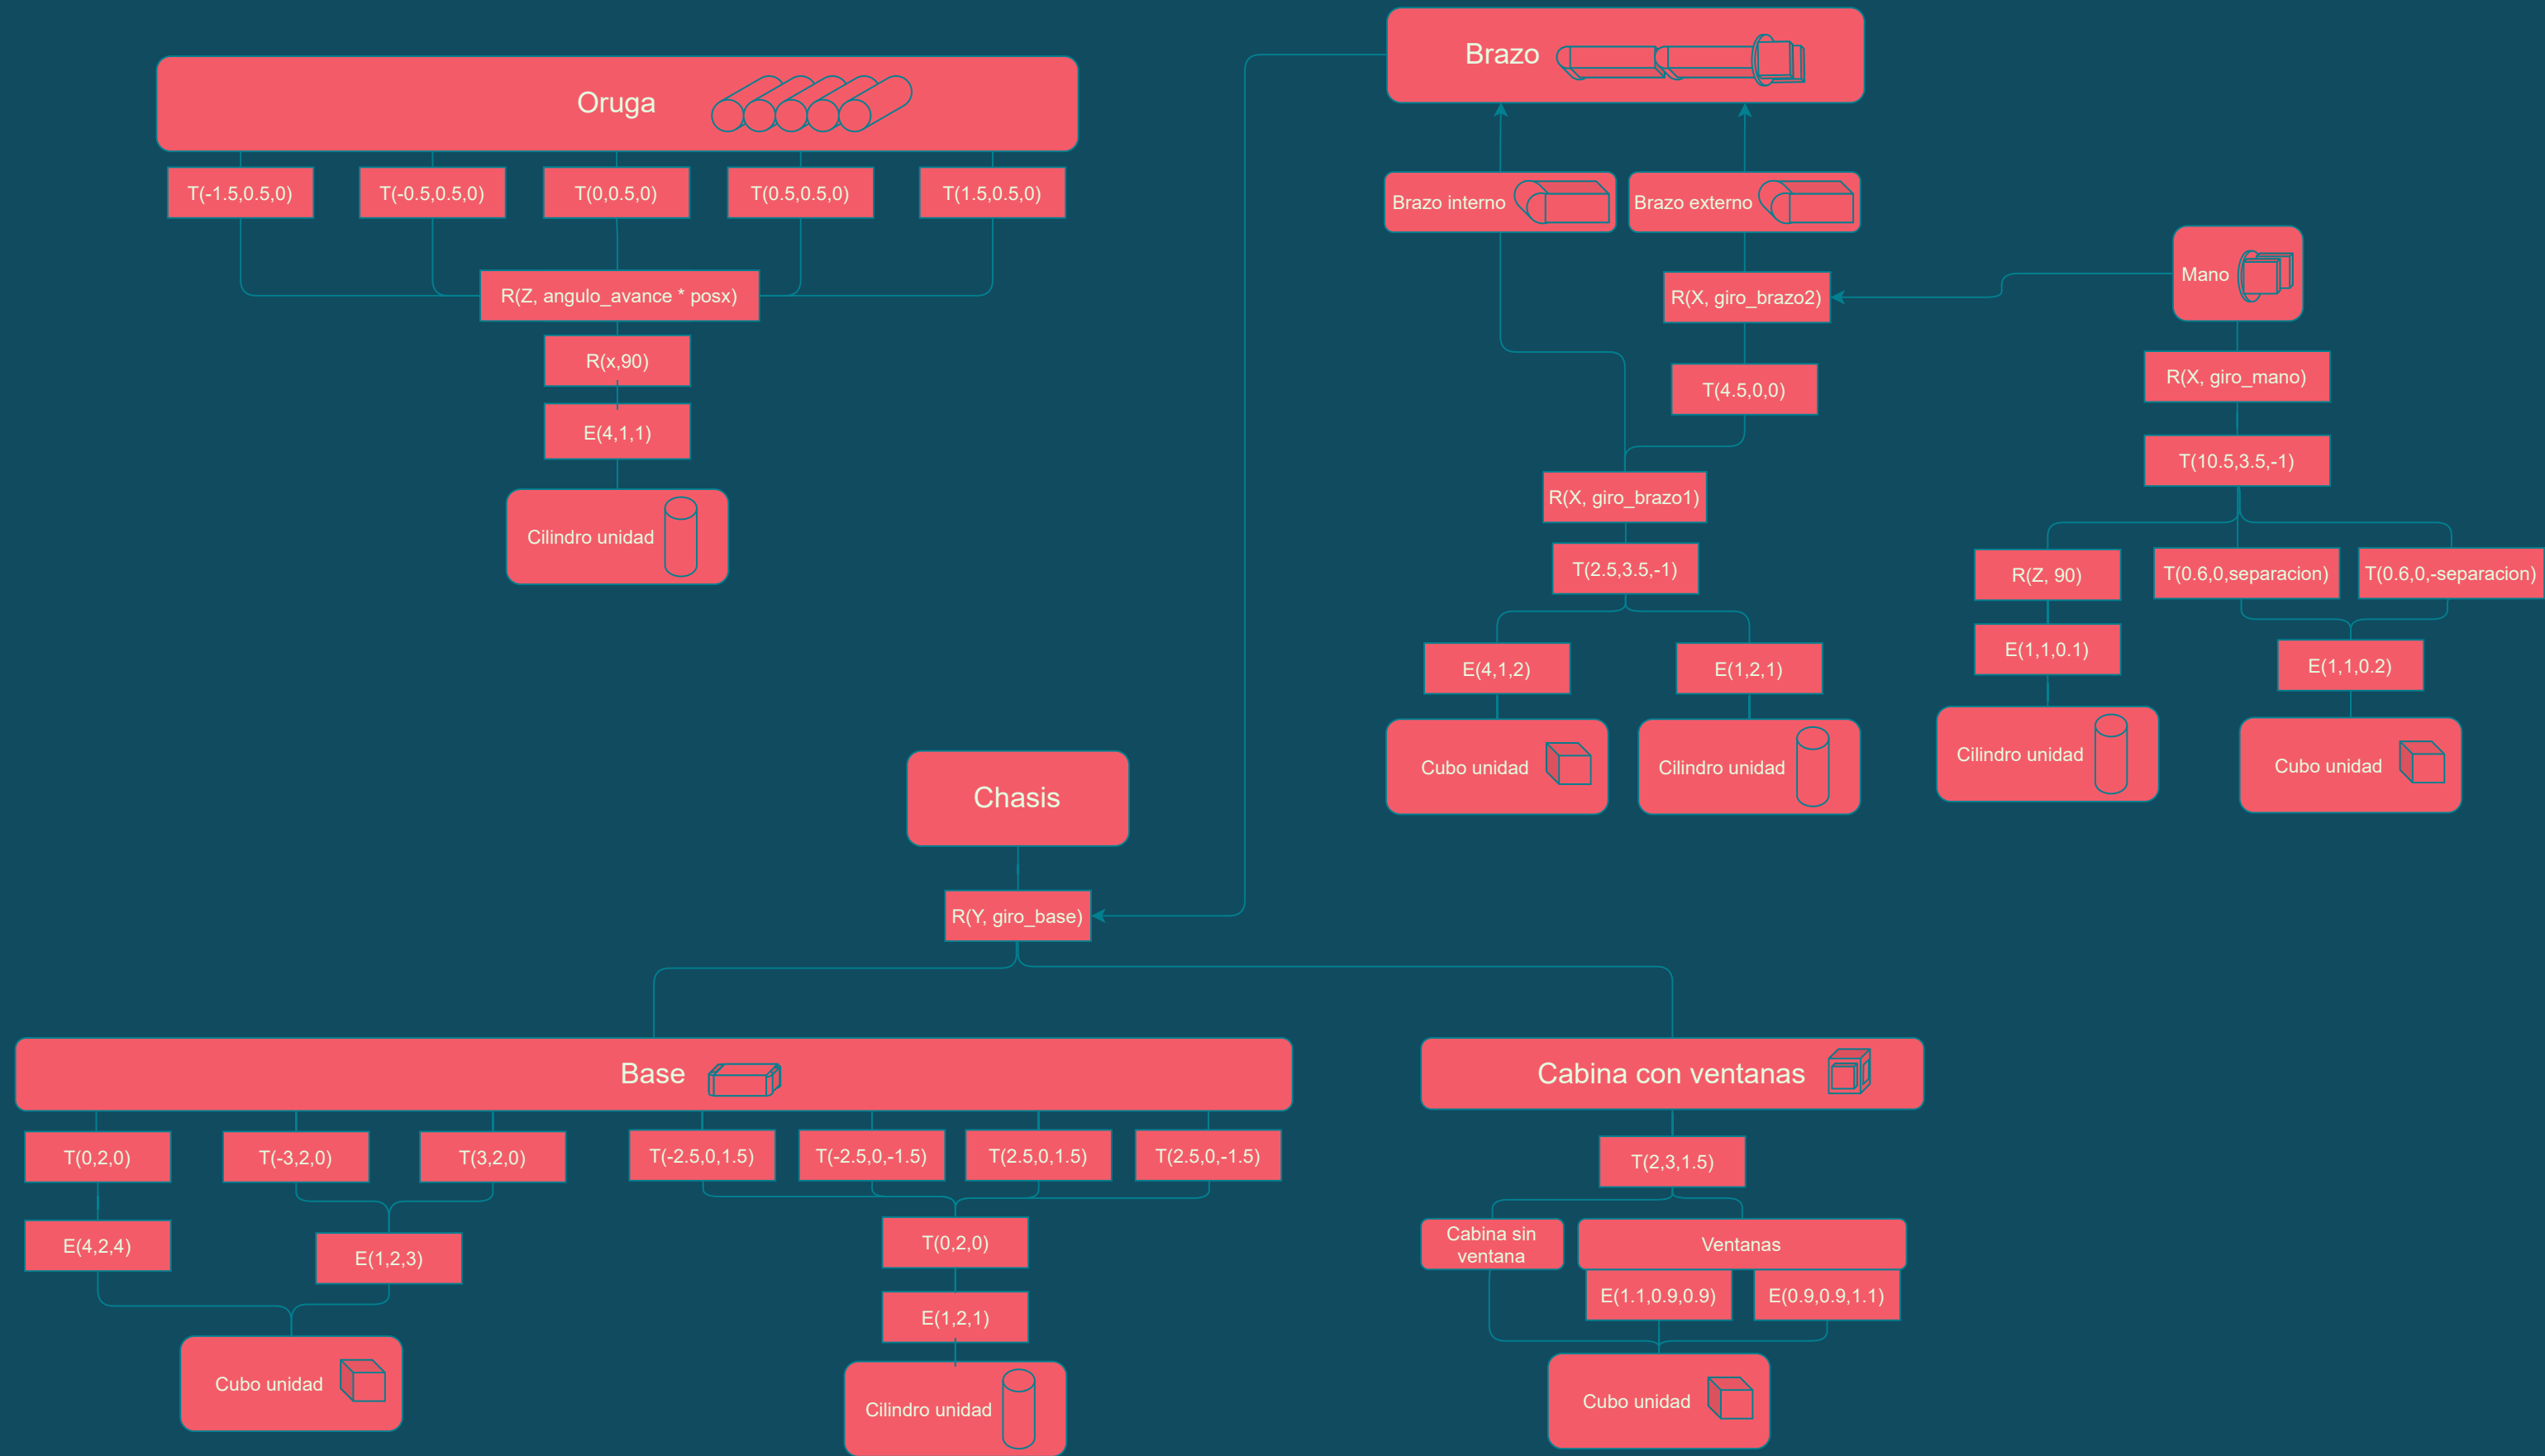 Oruga
T(-1.5,0.5,0)
T(-0.5,0.5,0)
T(0,0.5,0)
T(0.5,0.5,0)
T(1.5,0.5,0)
R(Z, angulo_avance * posx)
R(x,90)
E(4,1,1)
Cilindro unidad
Brazo
Brazo interno
Brazo externo
R(X, giro_brazo2)
T(4.5,0,0)
R(X, giro_brazo1)
T(2.5,3.5,-1)
E(4,1,2)
E(1,2,1)
Cubo unidad
Cilindro unidad
Mano
R(X, giro_mano)
T(10.5,3.5,-1)
R(Z, 90)
T(0.6,0,separacion)
T(0.6,0,-separacion)
E(1,1,0.1)
E(1,1,0.2)
Cilindro unidad
Cubo unidad
Chasis
R(Y, giro_base)
Base
T(0,2,0)
T(-3,2,0)
T(3,2,0)
T(-2.5,0,1.5)
T(-2.5,0,-1.5)
T(2.5,0,1.5)
T(2.5,0,-1.5)
E(4,2,4)
E(1,2,3)
T(0,2,0)
E(1,2,1)
Cubo unidad
Cilindro unidad
Cabina con ventanas
T(2,3,1.5)
Cabina sin
ventana
Ventanas
E(1.1,0.9,0.9)
E(0.9,0.9,1.1)
Cubo unidad